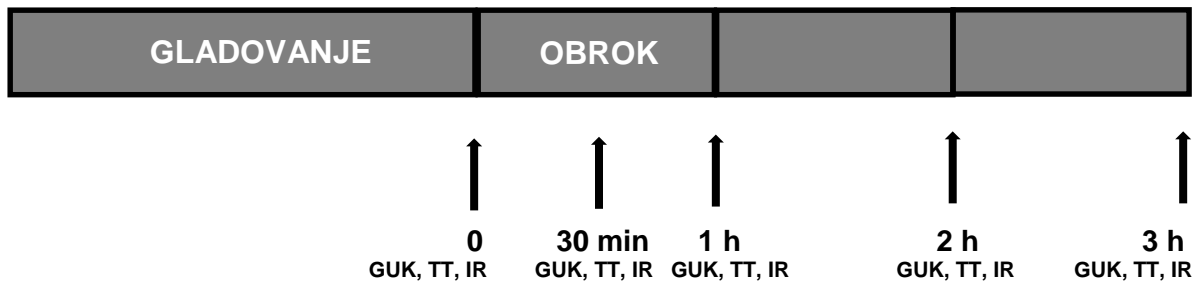 GLADOVANJE OBROK
0 30 min 1 h 2 h 3 h
GUK, TT, IR GUK, TT, IR GUK, TT, IR GUK, TT, IR GUK, TT, IR